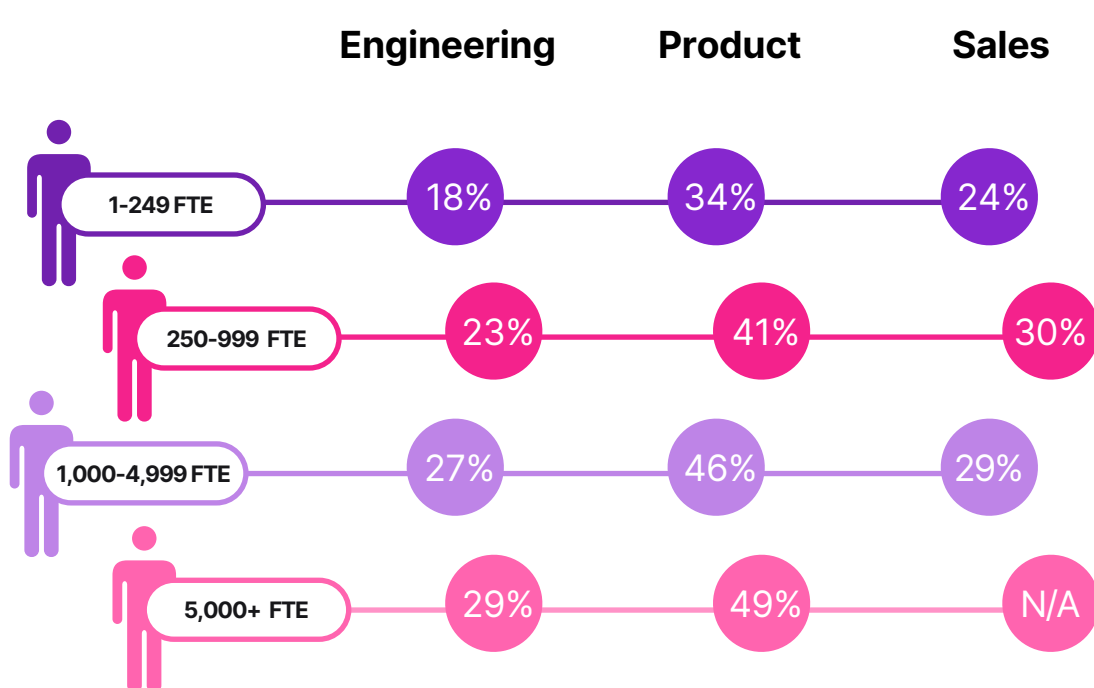 Engineering Product Sales
1-249 FTE 18% 34% 24%
250-999 FTE 23% 41% 30%
1,000-4,999 FTE 27% 46% 29%
5,000+ FTE 29% 49% N/A